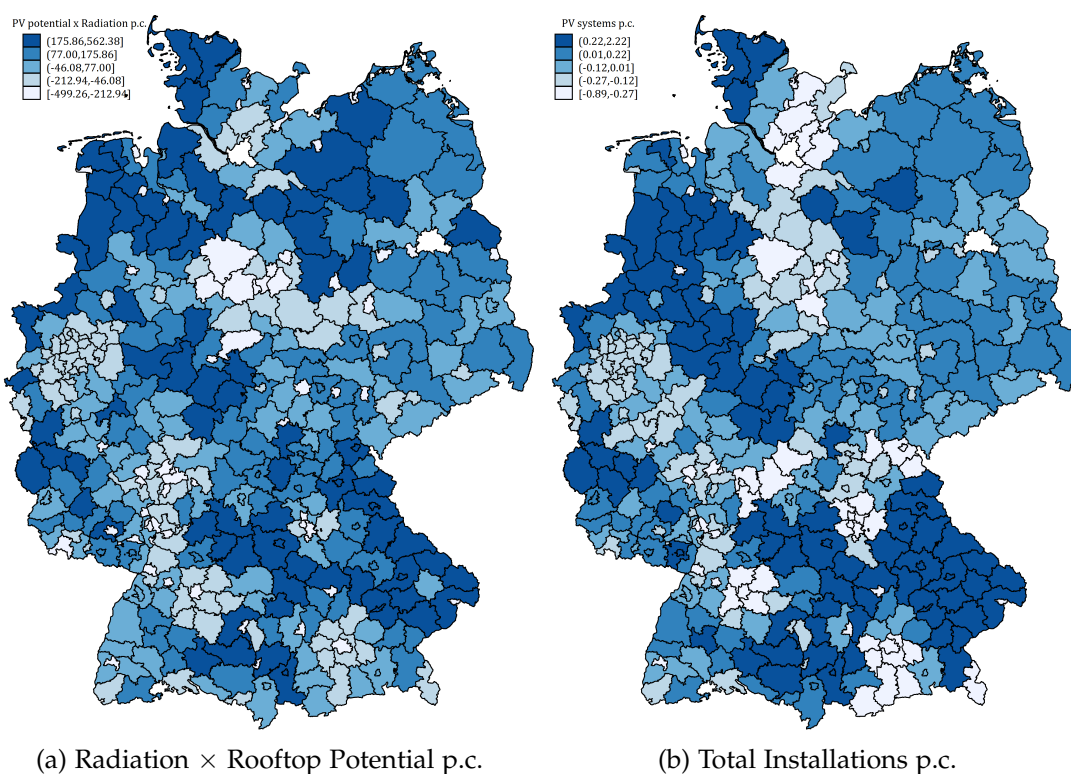 PV potential x Radiation p.c.
(175.86,562.38]
(77.00,175.86]
(-46.08,77.00]
(-212.94,-46.08]
[-499.26,-212.94]
PV systems p.c.
(0.22,2.22]
(0.01,0.22]
(-0.12,0.01]
(-0.27,-0.12]
[-0.89,-0.27]
(a) Radiation × Rooftop Potential p.c.
(b) Total Installations p.c.